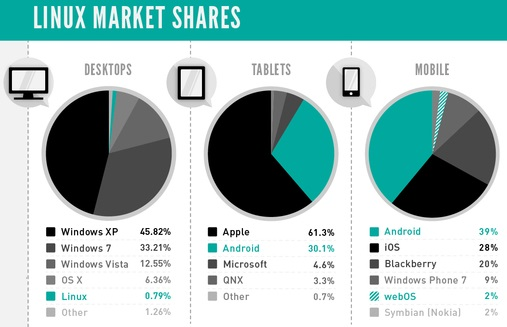 LINUX MARKET SHARES
DESKTOPS
Windows XP 45.82%
Windows 7 33.21%
Windows Vista 12.55%
OS X 6.36%
Linux 0.79%
Other 1.26%
TABLETS
Apple 61.3%
Android 30.1%
Microsoft 4.6%
QNX 3.3%
Other 0.7%
MOBILE
Android 39%
iOS 28%
Blackberry 20%
Windows Phone 7 9%
webOS 2%
Symbian (Nokia) 2%